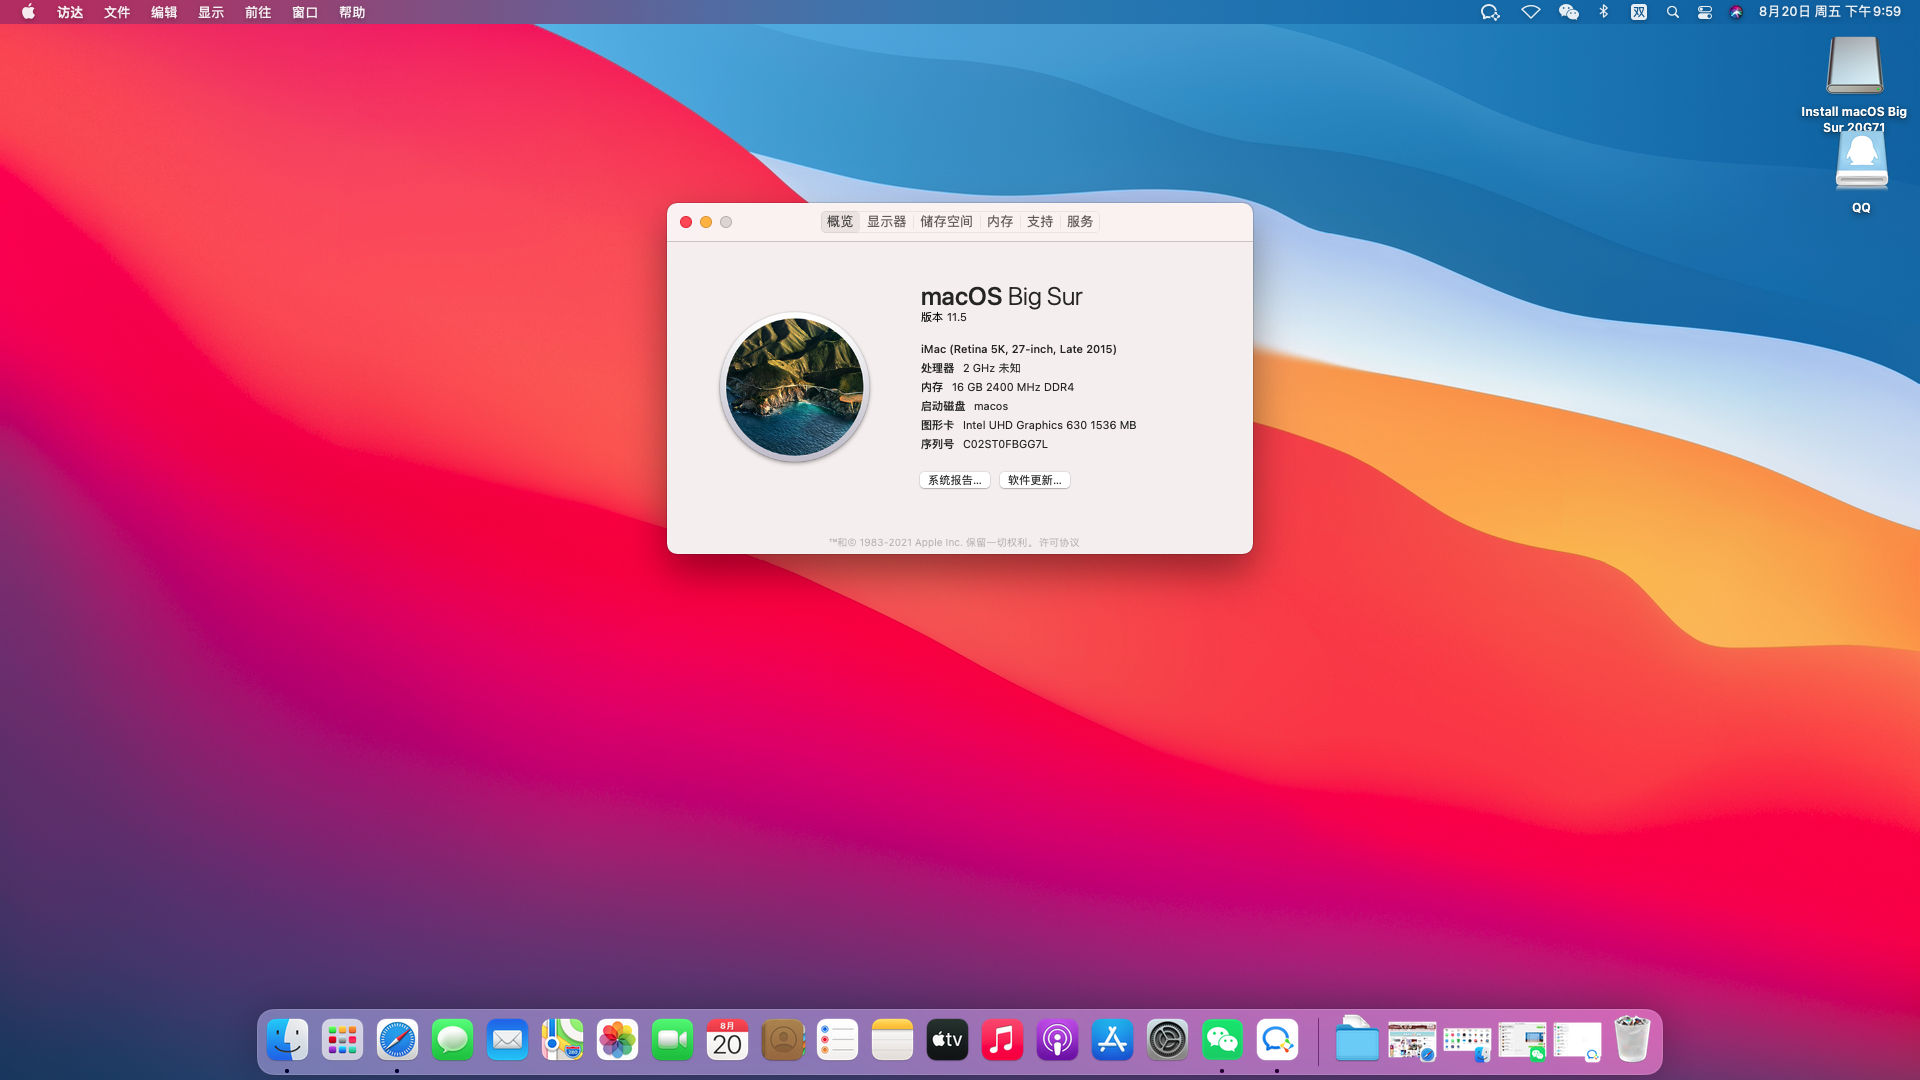 访达 文件 编辑 显示 前往 窗口 帮助
双 8月20日 周五 下午9:59
Install macOS Big
Sur 20G71
QQ
概览 显示器 储存空间 内存 支持 服务
macOS Big Sur
版本 11.5
iMac (Retina 5K, 27-inch, Late 2015)
处理器 2 GHz 未知
内存 16 GB 2400 MHz DDR4
启动磁盘 macos
图形卡 Intel UHD Graphics 630 1536 MB
序列号 C02ST0FBGG7L
系统报告... 软件更新...
™和© 1983-2021 Apple Inc. 保留一切权利。许可协议
8月
20
tv
280